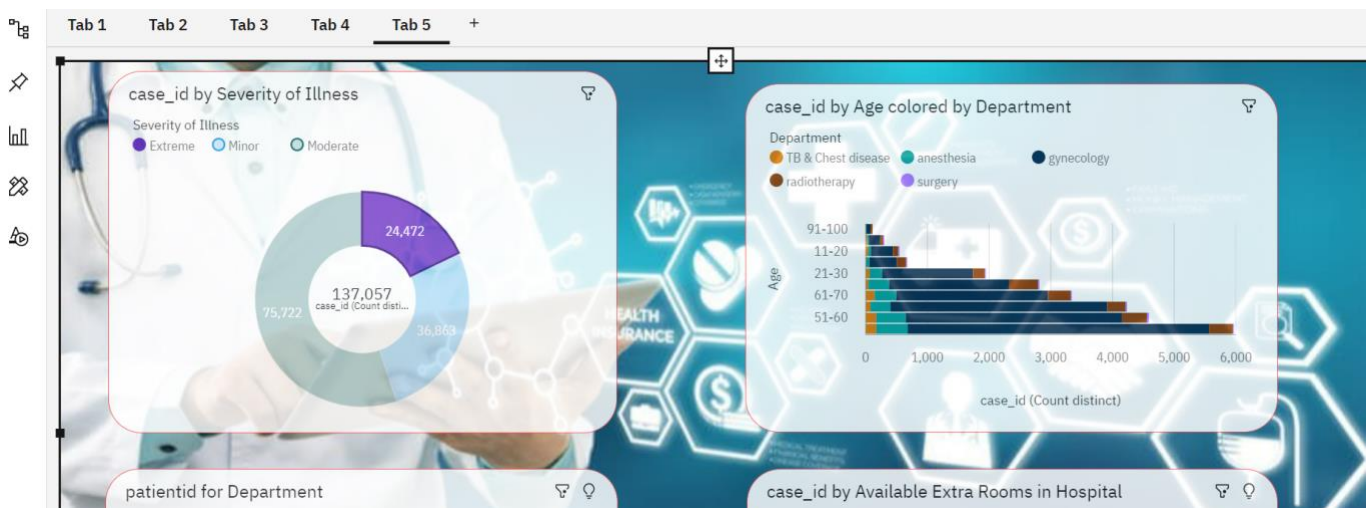 Tab 1 Tab 2 Tab 3 Tab 4 Tab 5 +
case_id by Severity of Illness
Severity of Illness
Extreme Minor Moderate
24,472
137,057
case_id (Count disti...
75,722
36,863
case_id by Age colored by Department
Department
TB & Chest disease anesthesia gynecology
radiotherapy surgery
Age
91-100
11-20
21-30
61-70
51-60
0 1,000 2,000 3,000 4,000 5,000 6,000
case_id (Count distinct)
HEALTH
INSURANCE
patientid for Department
case_id by Available Extra Rooms in Hospital